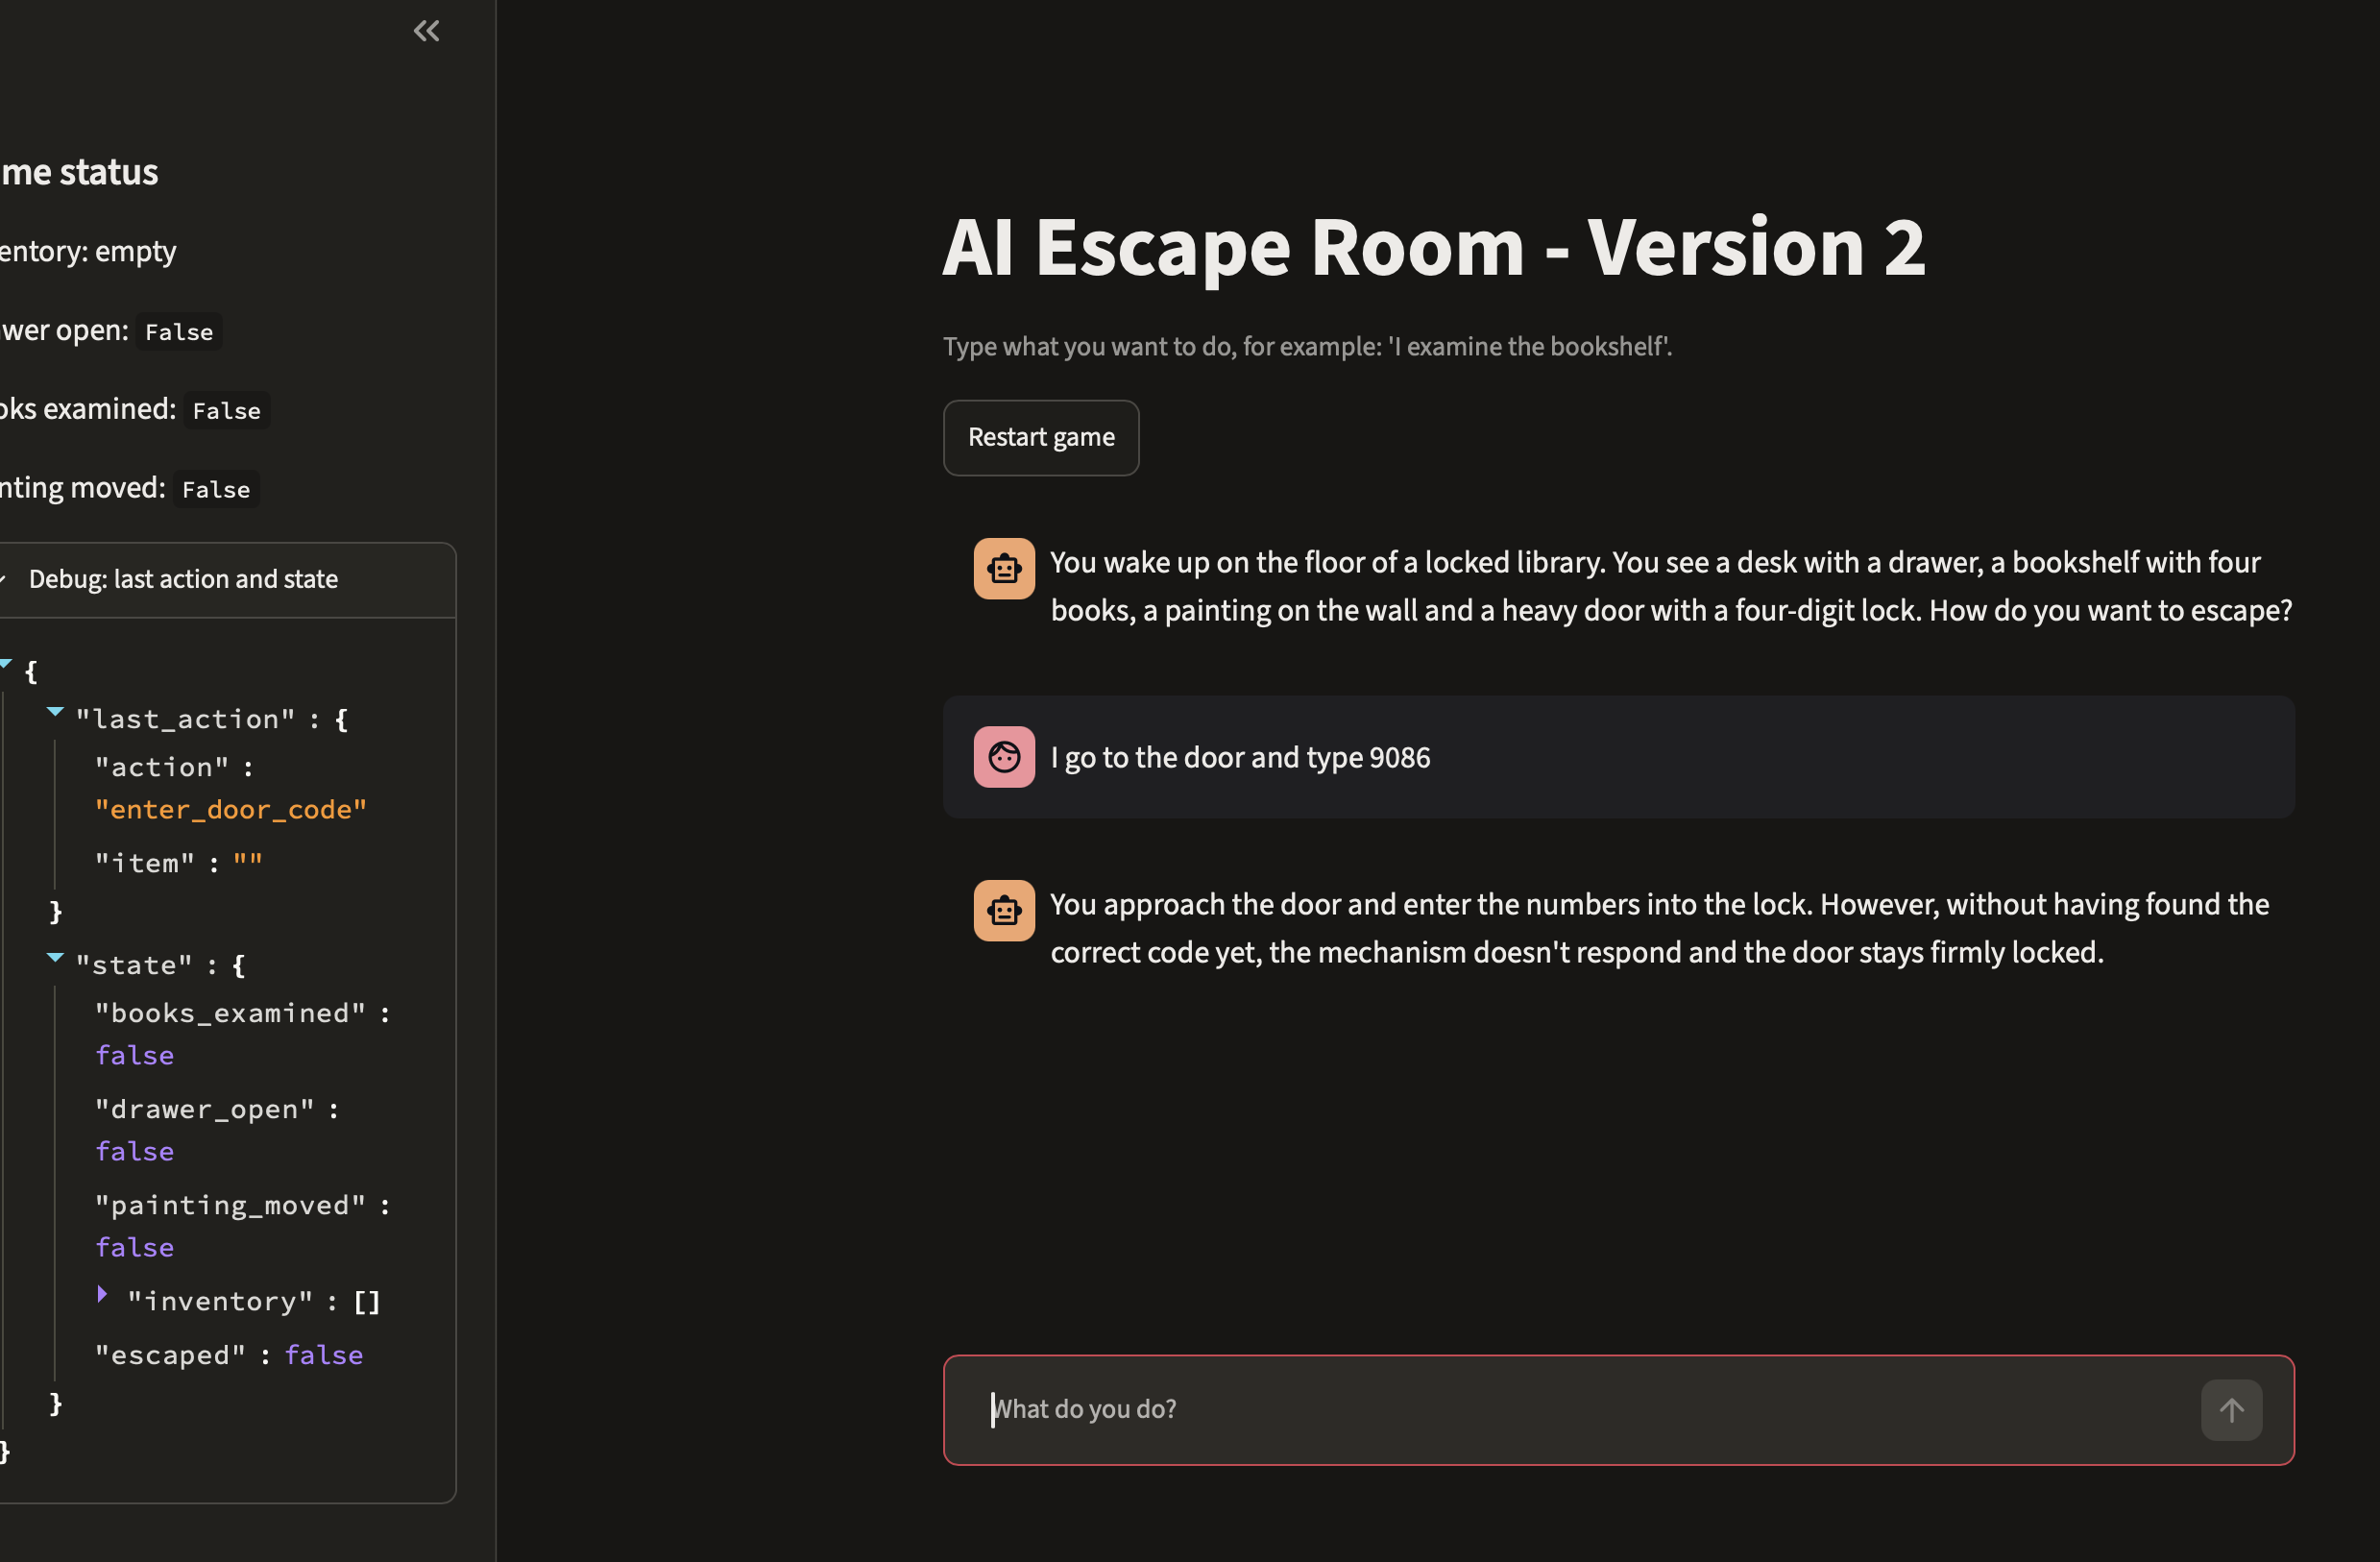 me status
entory: empty
wer open: False
oks examined: False
nting moved: False
Debug: last action and state
{
"last_action" : {
"action" :
"enter_door_code"
"item" : ""
}
"state" : {
"books_examined" :
false
"drawer_open" :
false
"painting_moved" :
false
"inventory" : []
"escaped" : false
}
}
AI Escape Room - Version 2
Type what you want to do, for example: 'I examine the bookshelf'.
Restart game
You wake up on the floor of a locked library. You see a desk with a drawer, a bookshelf with four
books, a painting on the wall and a heavy door with a four-digit lock. How do you want to escape?
I go to the door and type 9086
You approach the door and enter the numbers into the lock. However, without having found the
correct code yet, the mechanism doesn't respond and the door stays firmly locked.
What do you do?